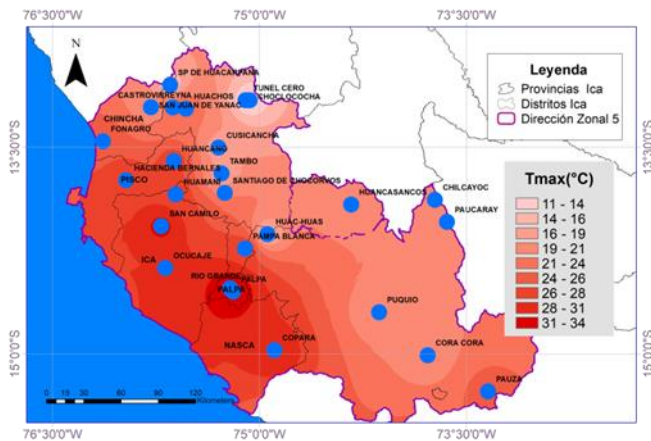 76°30'0"W
75°0'0"W
73°30'0"W
N
SP DE HUACARPANA
CASTROVIRREYNA
HUACHOS
TUNEL CERO
CHOCLOCOCHA
SAN JUAN DE YANAC
CHINCHA
FONAGRO
CUSICANCHA
HUANCANO
TAMBO
HACIENDA BERNALES
PISCO
HUAMANI
SANTIAGO DE CHOCORVOS
HUANCASANCOS
CHILCAYOC
PAUCARAY
SAN CAMILO
HUAC-HUAS
PAMPA BLANCA
ICA
OCUCAJE
RIO GRANDE
PALPA
PALPA
PUQUIO
NASCA
COPARA
CORA CORA
PAUZA
Leyenda
Provincias Ica
Distritos Ica
Dirección Zonal 5
Tmax(°C)
11 - 14
14 - 16
16 - 19
19 - 21
21 - 24
24 - 26
26 - 28
28 - 31
31 - 34
13°30'0"S
13°30'0"S
15°0'0"S
15°0'0"S
0 15 30 60 90 120
Kilometers
76°30'0"W
75°0'0"W
73°30'0"W